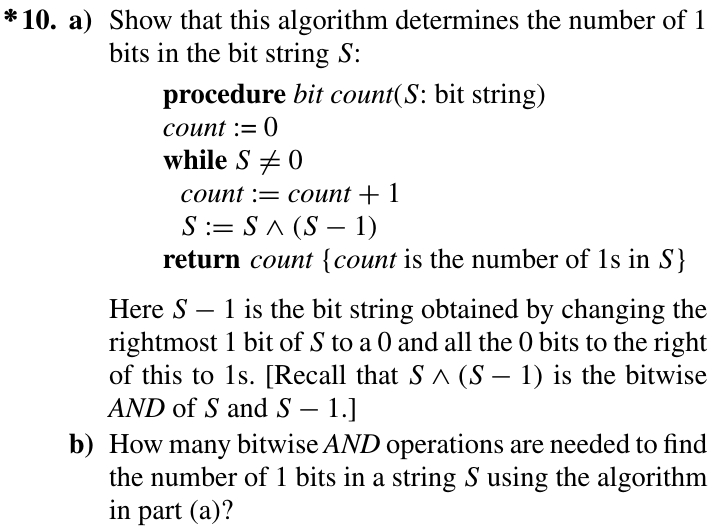 *10. a) Show that this algorithm determines the number of 1
bits in the bit string S:
procedure bit count(S: bit string)
count := 0
while S ≠ 0
count := count + 1
S := S ∧ (S − 1)
return count {count is the number of 1s in S}
Here S − 1 is the bit string obtained by changing the
rightmost 1 bit of S to a 0 and all the 0 bits to the right
of this to 1s. [Recall that S ∧ (S − 1) is the bitwise
AND of S and S − 1.]
b) How many bitwise AND operations are needed to find
the number of 1 bits in a string S using the algorithm
in part (a)?